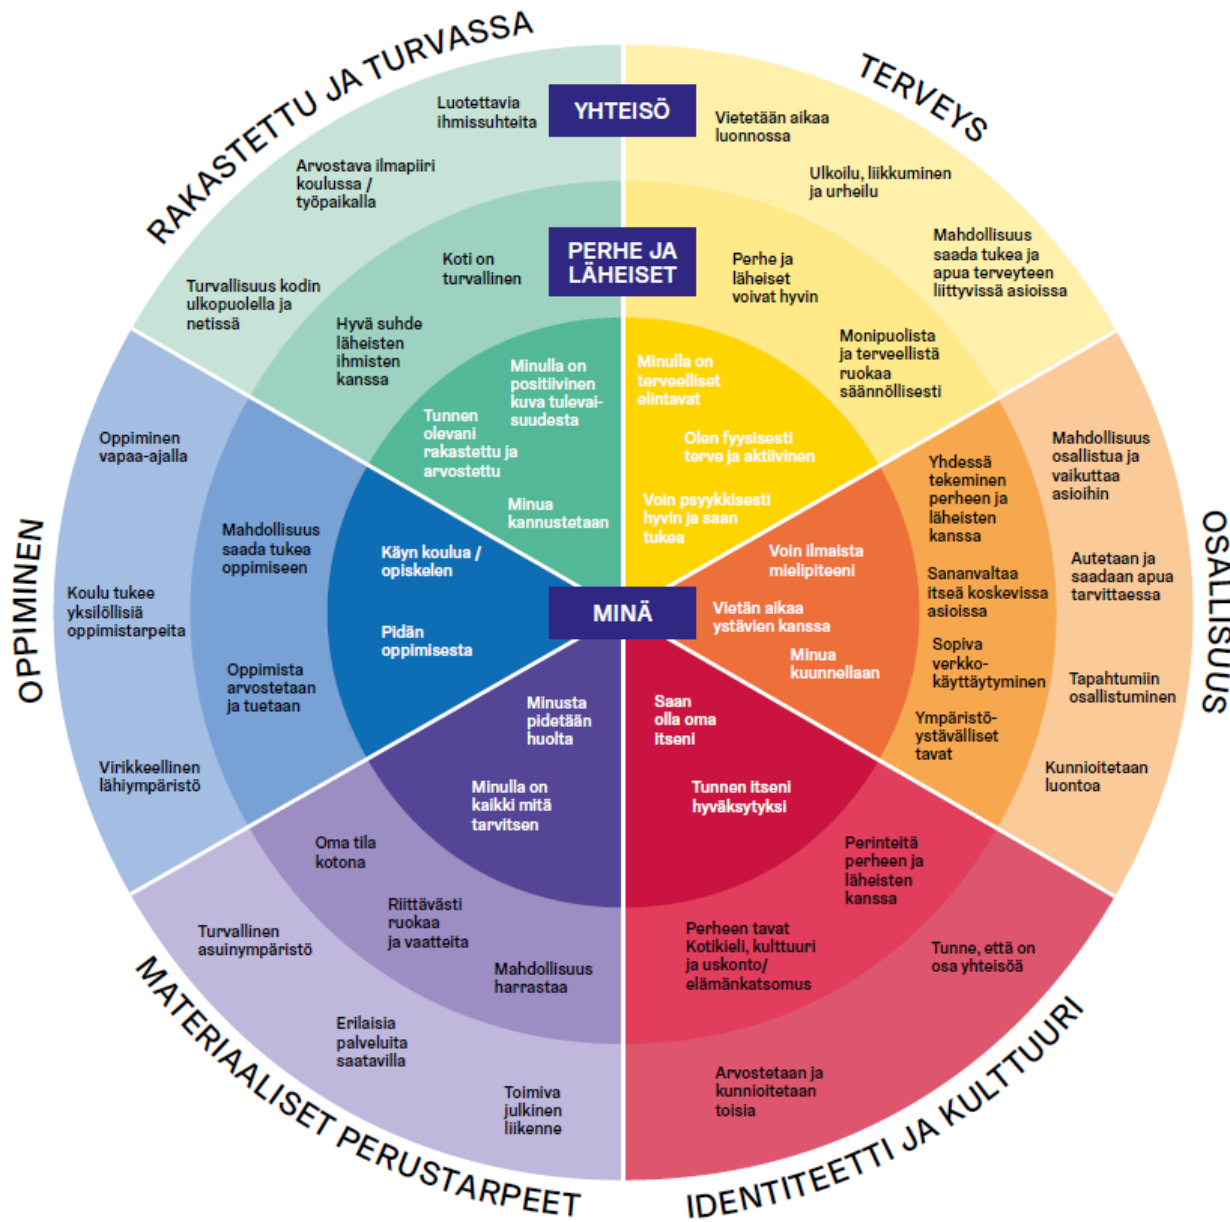 RAKASTETTU JA TURVASSA
YHTEISÖ
Luotettavia
ihmissuhteita
Arvostava ilmapiiri
koulussa /
työpaikalla
Turvallisuus kodin
ulkopuolella ja
netissä
PERHE JA
LÄHEISET
Koti on
turvallinen
Hyvä suhde
läheisten
ihmisten
kanssa
Minulla on
positiivinen
kuva tulevai-
suudesta
Tunnen
olevani
rakastettu ja
arvostettu
Minua
kannustetaan
TERVEYS
Vietetään aikaa
luonnossa
Ulkoilu, liikkuminen
ja urheilu
Mahdollisuus
saada tukea ja
apua terveyteen
liittyvissä asioissa
Perhe ja
läheiset
voivat hyvin
Monipuolista
ja terveellistä
ruokaa
säännöllisesti
Minulla on
terveelliset
elintavat
Olen fyysisesti
terve ja aktiivinen
Voin psyykkisesti
hyvin ja saan
tukea
OSALLISUUS
Mahdollisuus
osallistua ja
vaikuttaa
asioihin
Autetaan ja
saadaan apua
tarvittaessa
Tapahtumiin
osallistuminen
Kunnioitetaan
luontoa
Yhdessä
tekeminen
perheen ja
läheisten
kanssa
Sananvaltaa
itseä koskevissa
asioissa
Sopiva
verkko-
käyttäytyminen
Ympäristö-
ystävälliset
tavat
Voin ilmaista
mielipiteeni
Vietän aikaa
ystävien kanssa
Minua
kuunnellaan
MINÄ
OPPIMINEN
Oppiminen
vapaa-ajalla
Koulu tukee
yksilöllisiä
oppimistarpeita
Virikkeellinen
lähiympäristö
Mahdollisuus
saada tukea
oppimiseen
Oppimista
arvostetaan
ja tuetaan
Käyn koulua /
opiskelen
Pidän
oppimisesta
MATERIAALISET PERUSTARPEET
Minusta
pidetään
huolta
Minulla on
kaikki mitä
tarvitsen
Oma tila
kotona
Riittävästi
ruokaa
ja vaatteita
Mahdollisuus
harrastaa
Turvallinen
asuinympäristö
Erilaisia
palveluita
saatavilla
Toimiva
julkinen
liikenne
IDENTITEETTI JA KULTTUURI
Saan
olla oma
itseni
Tunnen itseni
hyväksytyksi
Perinteitä
perheen ja
läheisten
kanssa
Perheen tavat
Kotikieli, kulttuuri
ja uskonto/
elämänkatsomus
Tunne, että on
osa yhteisöä
Arvostetaan ja
kunnioitetaan
toisia